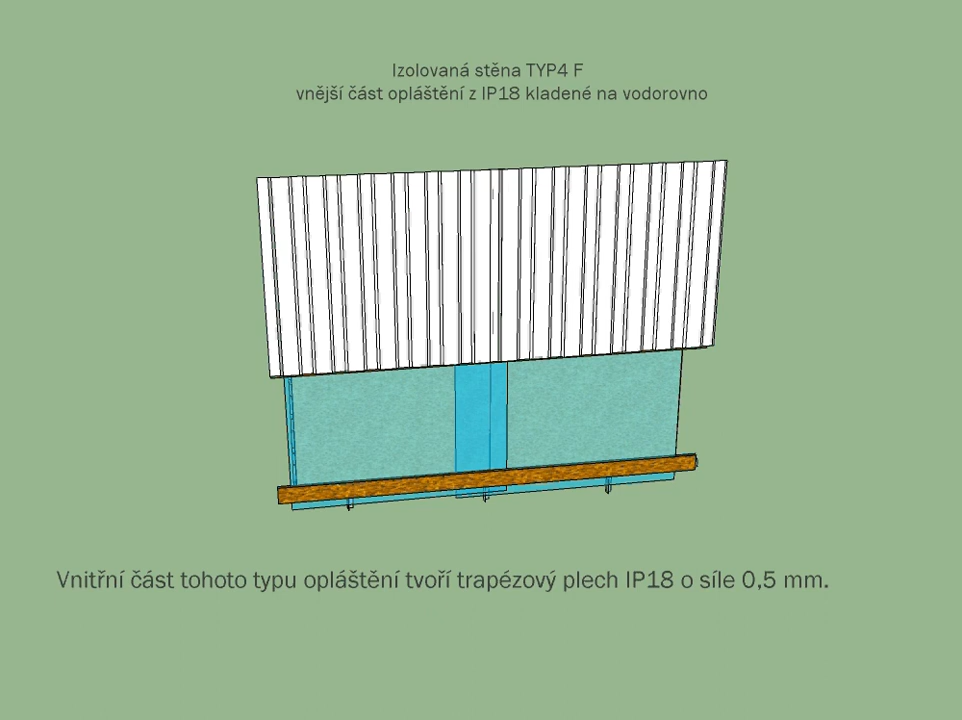 Izolovaná stěna TYP4 F
vnější část opláštění z IP18 kladené na vodorovno
Vnitřní část tohoto typu opláštění tvoří trapézový plech IP18 o síle 0,5 mm.